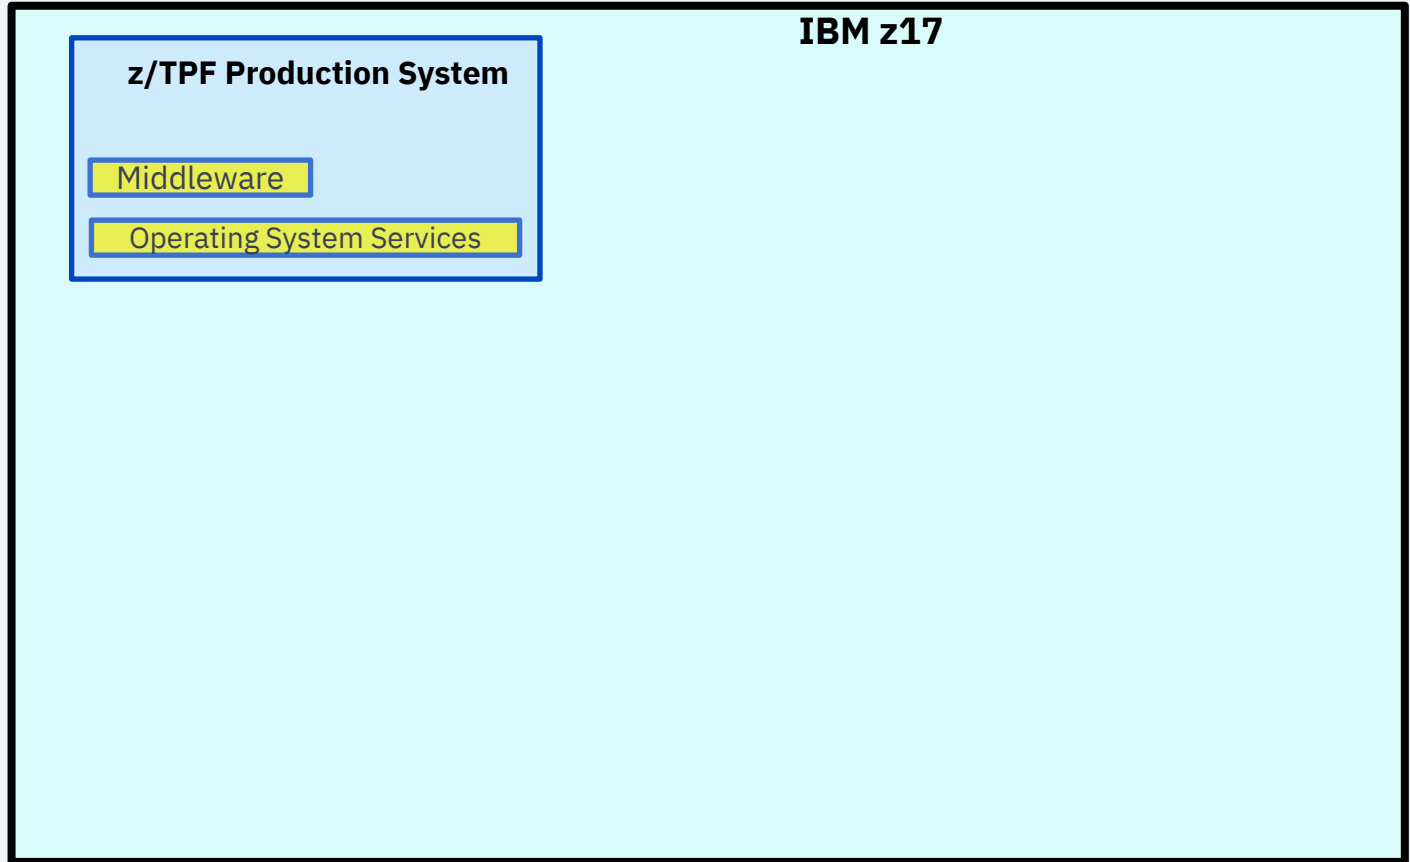 IBM z17
z/TPF Production System
Middleware
Operating System Services